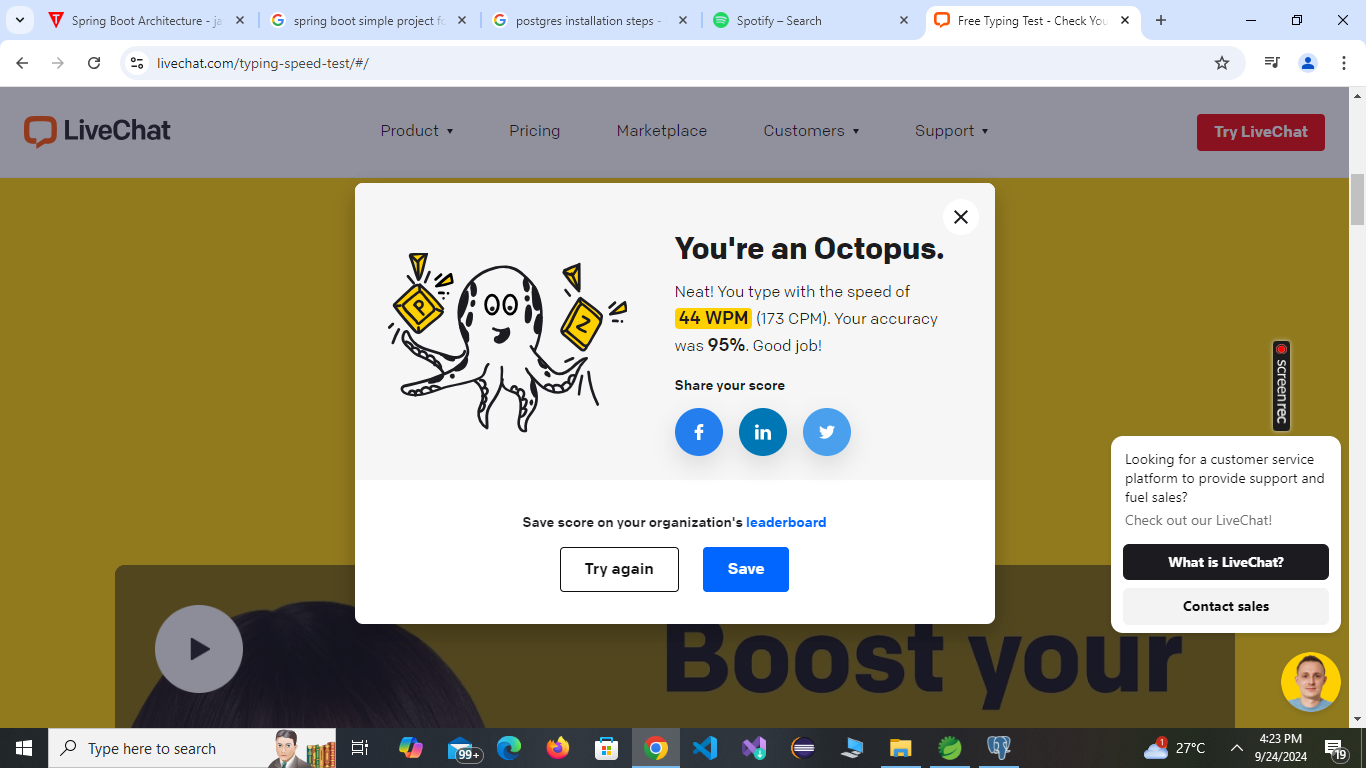 Spring Boot Architecture - ja
spring boot simple project fo
postgres installation steps -
Spotify – Search
Free Typing Test - Check You
livechat.com/typing-speed-test/#/
LiveChat
Product
Pricing
Marketplace
Customers
Support
Try LiveChat
You're an Octopus.
Neat! You type with the speed of
44 WPM (173 CPM). Your accuracy
was 95%. Good job!
P
Z
Share your score
Save score on your organization's leaderboard
Try again
Save
screenrec
Looking for a customer service
platform to provide support and
fuel sales?
Check out our LiveChat!
What is LiveChat?
Contact sales
Boost your
Type here to search
99+
1
27°C
4:23 PM
9/24/2024
19